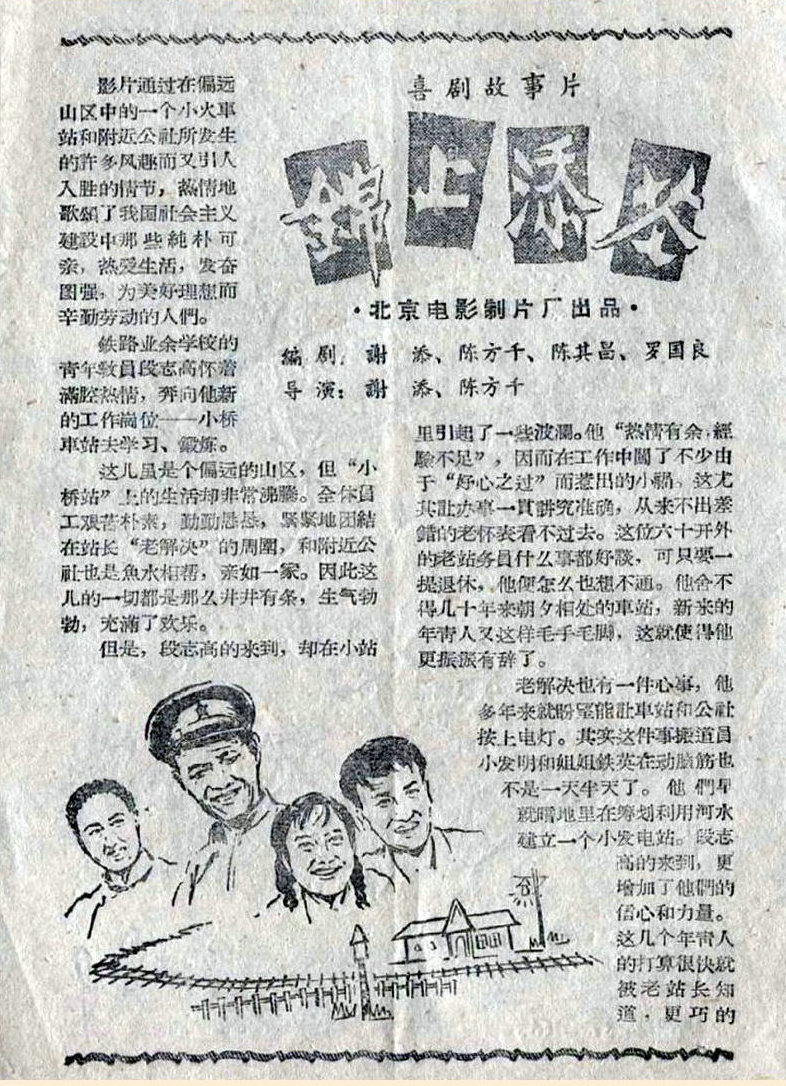 喜剧故事片
錦上添花
·北京电影制片厂出品·
编剧：謝 添、陈方千、陈其昌、罗国良
导演：謝 添、陈方千
影片通过在偏远
山区中的一个小火車
站和附近公社所发生
的許多风趣而又引人
入胜的情节，热情地
歌頌了我国社会主义
建設中那些純朴可
亲，热爱生活，发奋
图强，为美好理想而
辛勤劳动的人們。
鉄路业余学校的
青年教員段志高怀着
滿腔热情，奔向他新
的工作崗位——小桥
車站去学习、鍛炼。
这儿虽是个偏远的山区，但“小
桥站”上的生活却非常沸騰。全体員
工艰苦朴素，勤勤恳恳，紧紧地团結
在站长“老解决”的周圍，和附近公
社也是魚水相帮，亲如一家。因此这
儿的一切都是那么井井有条，生气勃
勃，充滿了欢乐。
但是，段志高的来到，却在小站
里引起了一些波瀾。他“热情有余，經
驗不足”，因而在工作中闖了不少由
于“好心之过”而惹出的小禍。这尤
其让办事一貫讲究准确，从来不出差
錯的老怀表看不过去。这位六十开外
的老站务員什么事都好談，可只要一
提退休，他便怎么也想不通。他舍不
得几十年来朝夕相处的車站，新来的
年青人又这样毛手毛脚，这就使得他
更振振有辞了。
老解决也有一件心事，他
多年来就盼望能让車站和公社
按上电灯。其实这件事搬道員
小发明和姐姐鉄英在动脑筋也
不是一天半天了。他們早
就暗地里在筹划利用河水
建立一个小发电站。段志
高的来到，更
增加了他們的
信心和力量。
这几个年青人
的打算很快就
被老站长知
道，更巧的